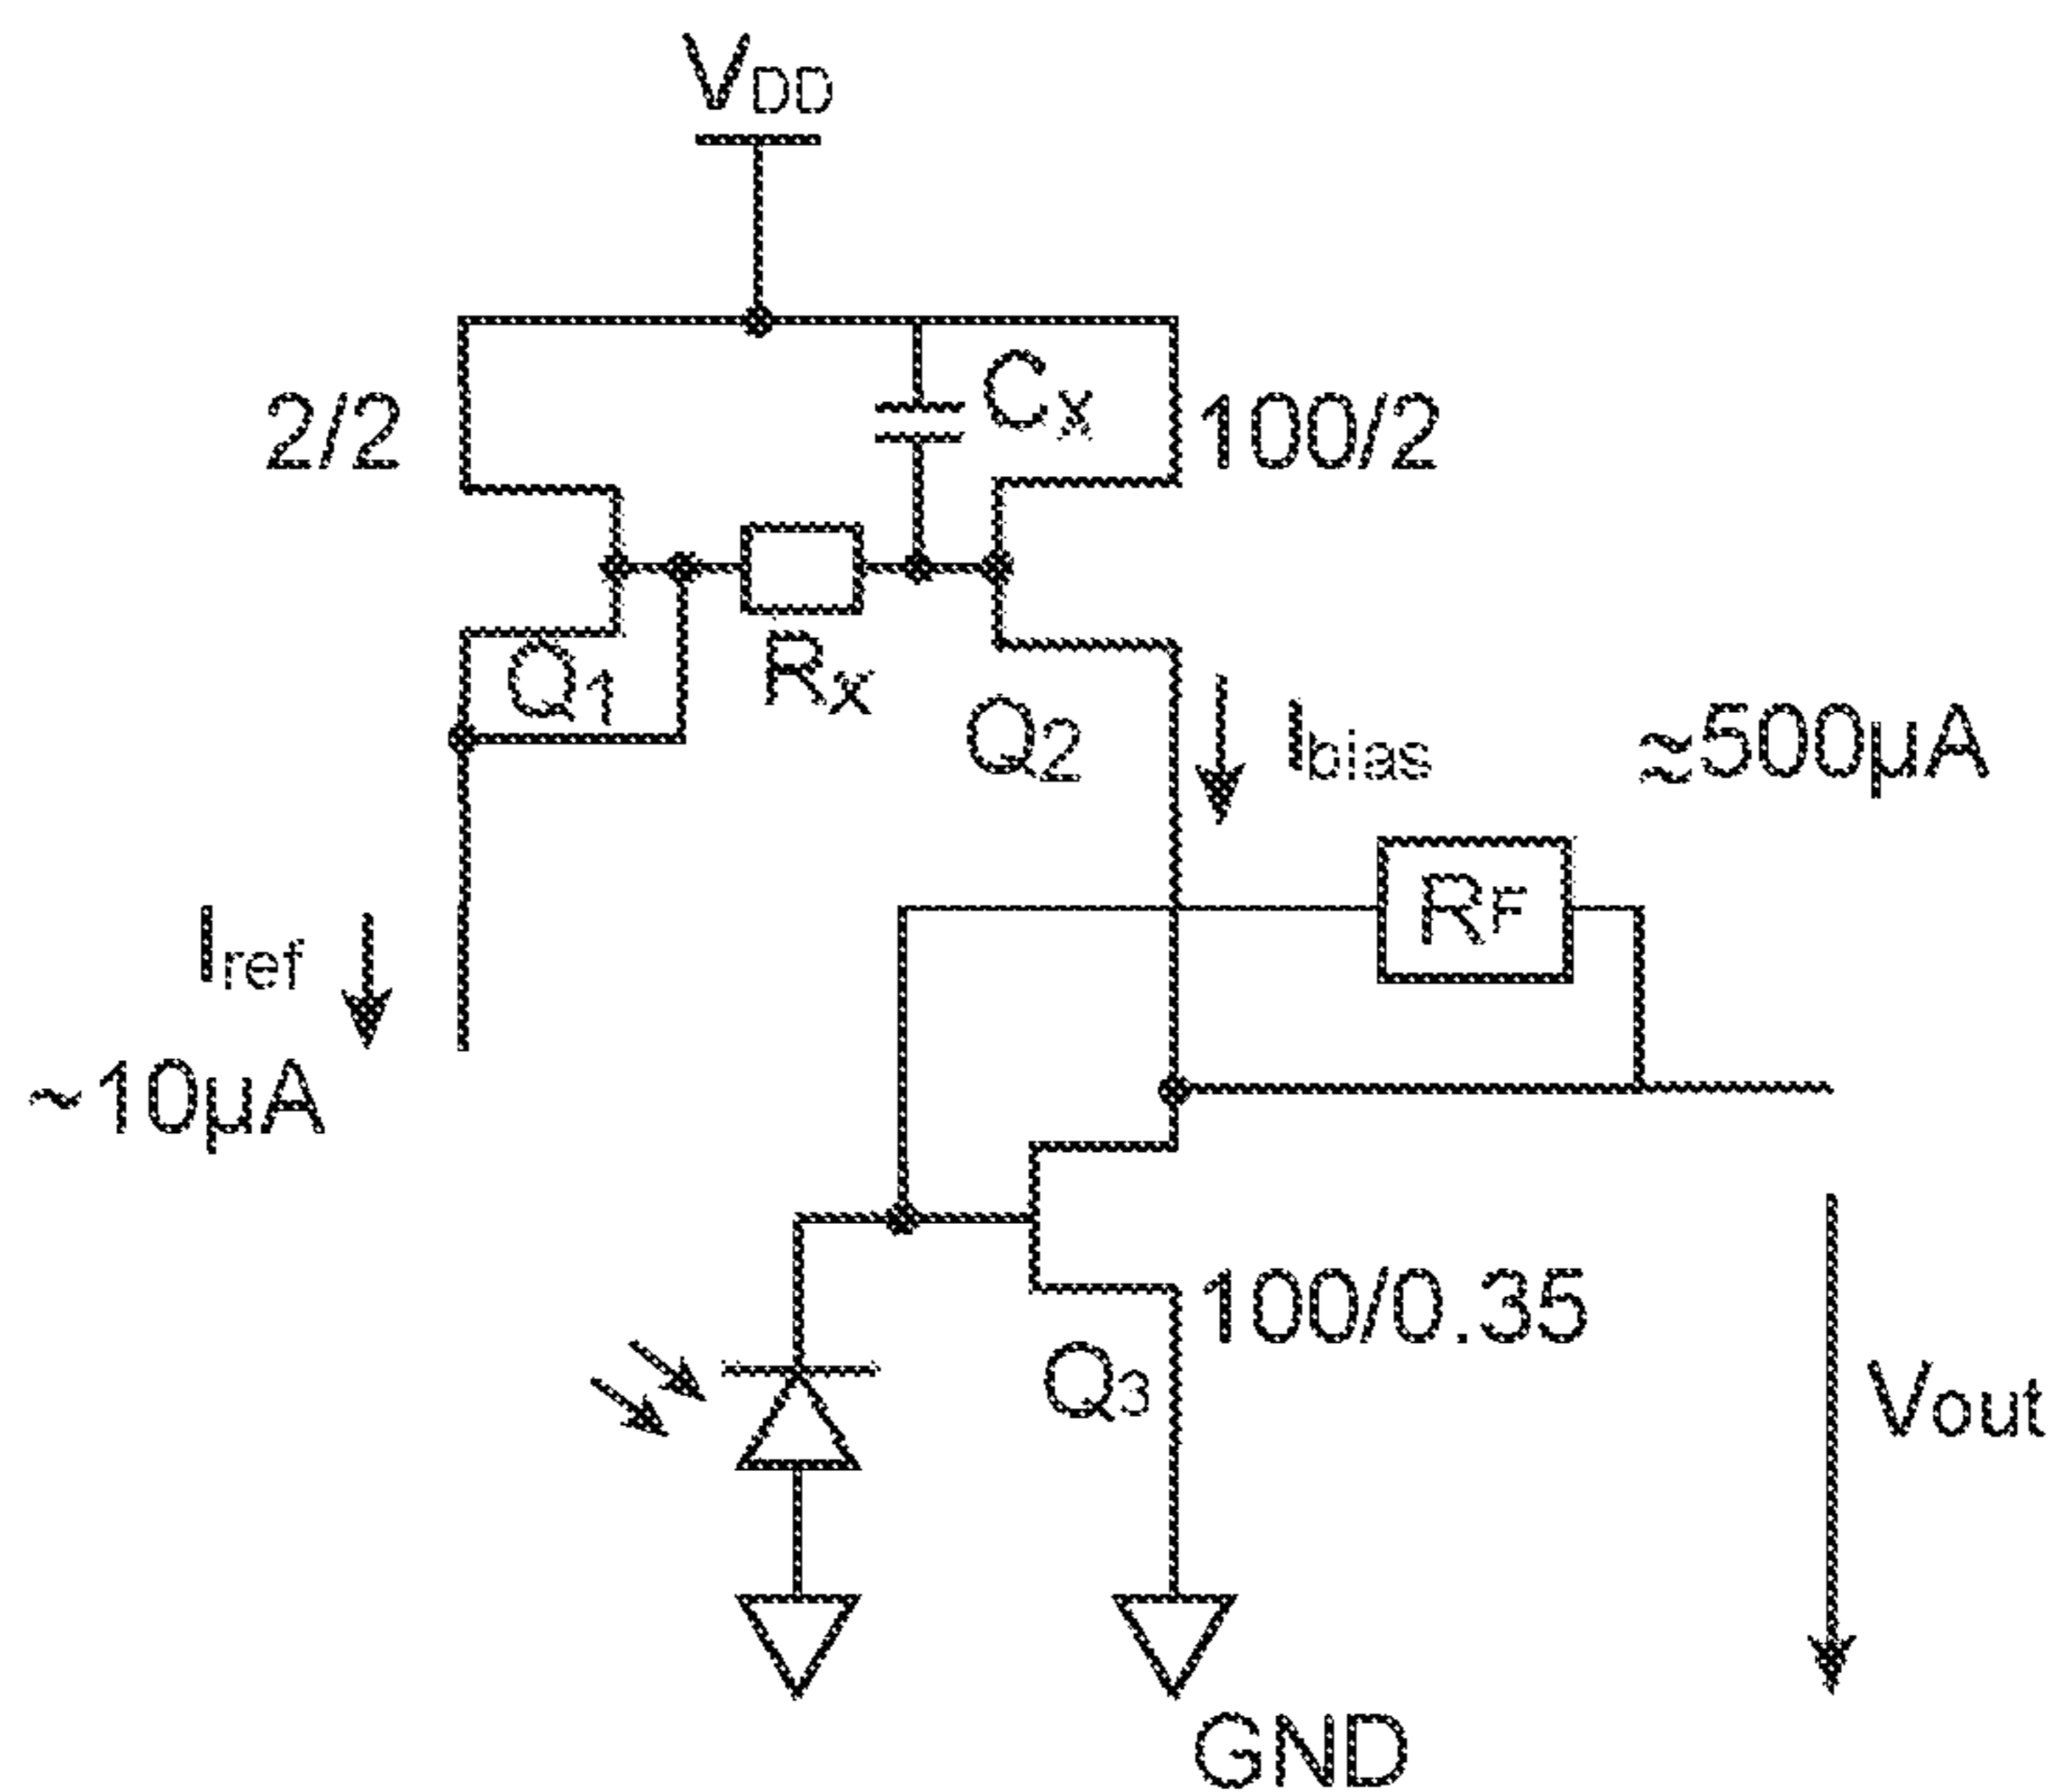 VDD
2/2
Cx
100/2
Q1
Rx
Q2
Ibias
≈500µA
RF
Iref
~10µA
100/0.35
Q3
Vout
GND